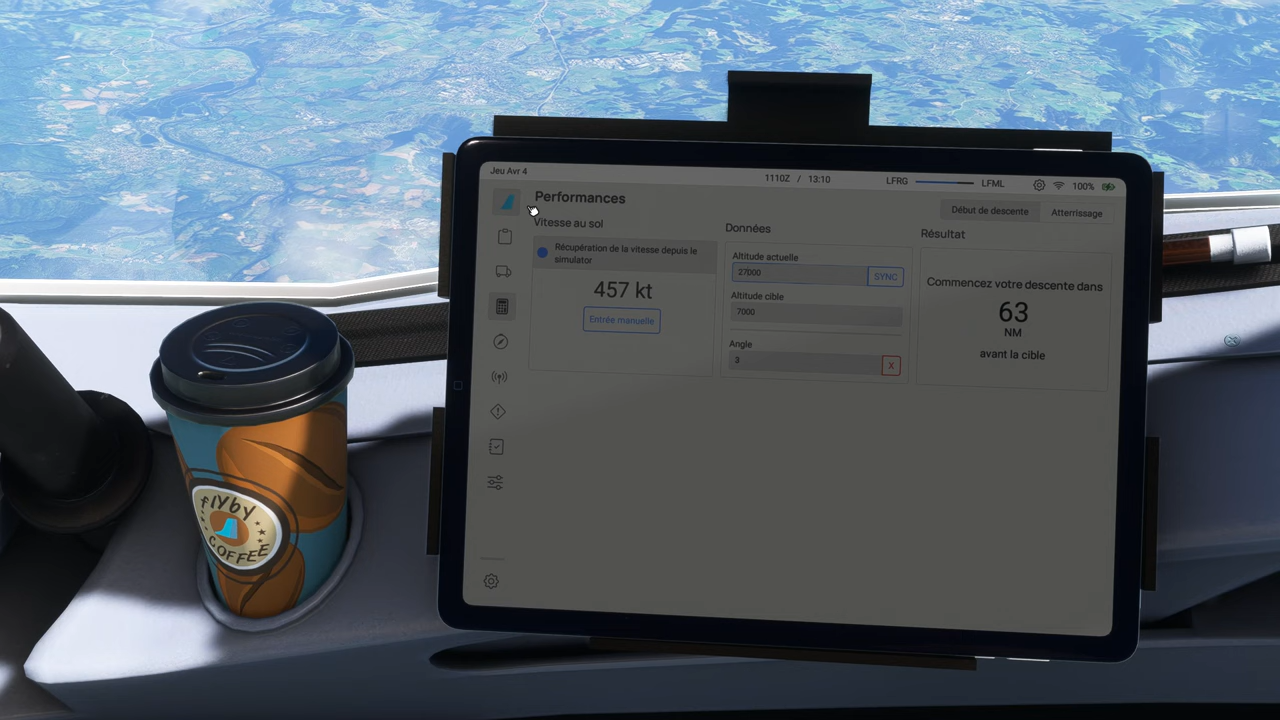 Jeu Avr 4
1110Z / 13:10
LFRG
LFML
100%
Performances
Début de descente
Atterrissage
Vitesse au sol
Récupération de la vitesse depuis le
simulator
457 kt
Entrée manuelle
Données
Altitude actuelle
27000
SYNC
Altitude cible
7000
Angle
3
X
Résultat
Commencez votre descente dans
63
NM
avant la cible
flyby
COFFEE